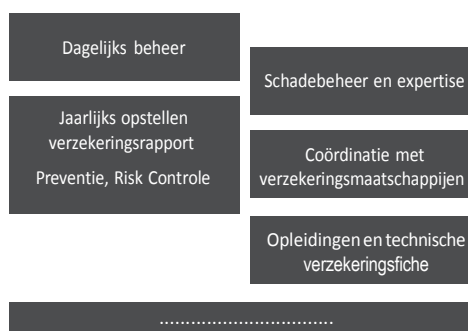 Dagelijks beheer
Jaarlijks opstellen
verzekeringsrapport
Preventie, Risk Controle
Schadebeheer en expertise
Coördinatie met
verzekeringsmaatschappijen
Opleidingen en technische
verzekeringsfiche
.................................